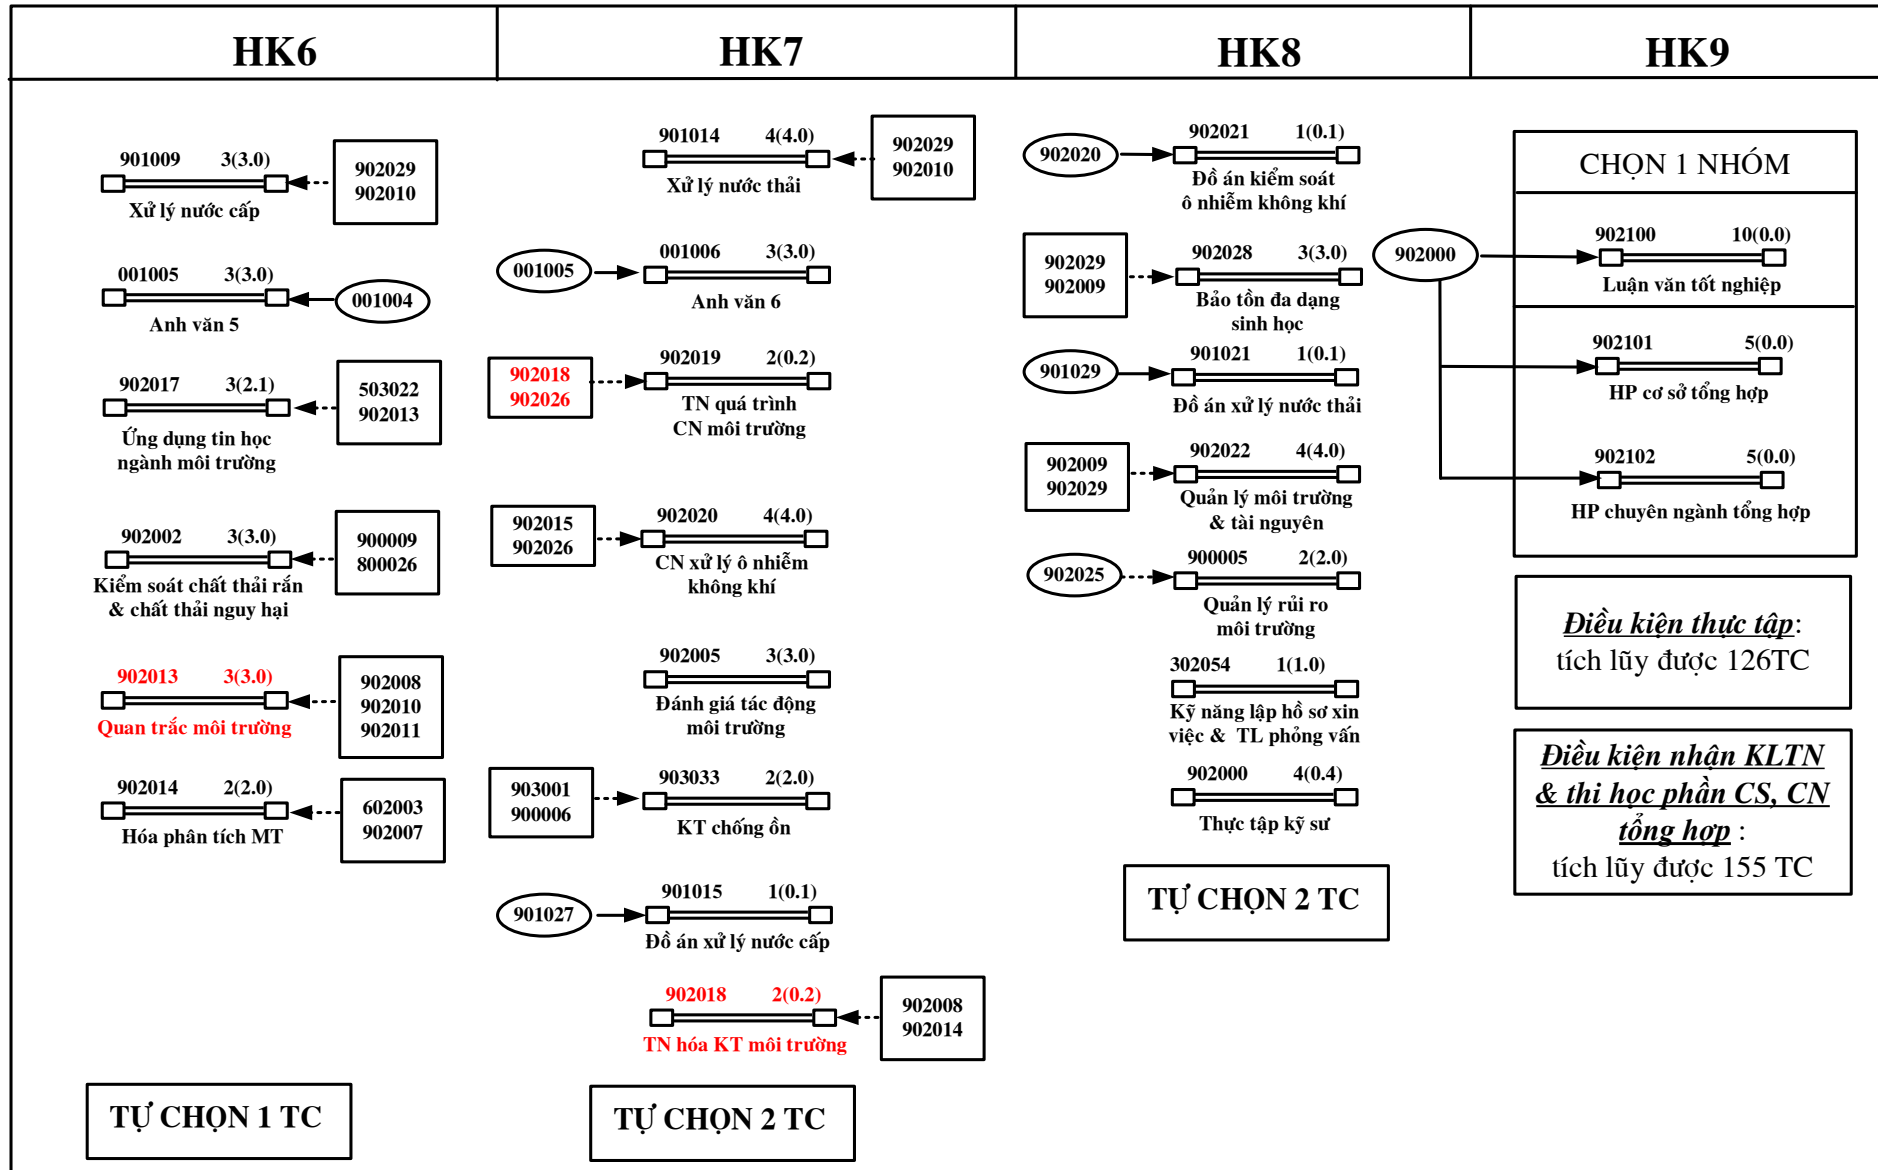 HK6
HK7
HK8
HK9
901009 3(3.0)
Xử lý nước cấp
902029
902010
001005 3(3.0)
Anh văn 5
001004
902017 3(2.1)
Ứng dụng tin học
ngành môi trường
503022
902013
902002 3(3.0)
Kiểm soát chất thải rắn
& chất thải nguy hại
900009
800026
902013 3(3.0)
Quan trắc môi trường
902008
902010
902011
902014 2(2.0)
Hóa phân tích MT
602003
902007
TỰ CHỌN 1 TC
901014 4(4.0)
Xử lý nước thải
902029
902010
001005
001006 3(3.0)
Anh văn 6
902018
902026
902019 2(0.2)
TN quá trình
CN môi trường
902015
902026
902020 4(4.0)
CN xử lý ô nhiễm
không khí
902005 3(3.0)
Đánh giá tác động
môi trường
903001
900006
903033 2(2.0)
KT chống ồn
901027
901015 1(0.1)
Đồ án xử lý nước cấp
902018 2(0.2)
TN hóa KT môi trường
902008
902014
TỰ CHỌN 2 TC
902020
902021 1(0.1)
Đồ án kiểm soát
ô nhiễm không khí
902029
902009
902028 3(3.0)
Bảo tồn đa dạng
sinh học
901029
901021 1(0.1)
Đồ án xử lý nước thải
902009
902029
902022 4(4.0)
Quản lý môi trường
& tài nguyên
902025
900005 2(2.0)
Quản lý rủi ro
môi trường
302054 1(1.0)
Kỹ năng lập hồ sơ xin
việc & TL phỏng vấn
902000 4(0.4)
Thực tập kỹ sư
TỰ CHỌN 2 TC
902000
CHỌN 1 NHÓM
902100 10(0.0)
Luận văn tốt nghiệp
902101 5(0.0)
HP cơ sở tổng hợp
902102 5(0.0)
HP chuyên ngành tổng hợp
Điều kiện thực tập:
tích lũy được 126TC
Điều kiện nhận KLTN
& thi học phần CS, CN
tổng hợp :
tích lũy được 155 TC